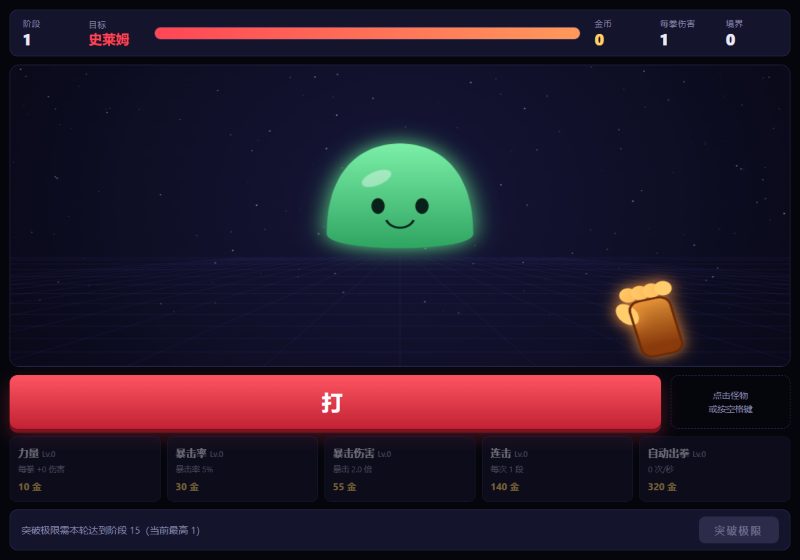 阶段
1
目标
史莱姆
金币
0
每拳伤害
1
境界
0
打
点击怪物
或按空格键
力量 Lv.0
每拳 +0 伤害
10 金
暴击率 Lv.0
暴击率 5%
30 金
暴击伤害 Lv.0
暴击 2.0 倍
55 金
连击 Lv.0
每次 1 段
140 金
自动出拳 Lv.0
0 次/秒
320 金
突破极限需本轮达到阶段 15（当前最高 1）
突破极限